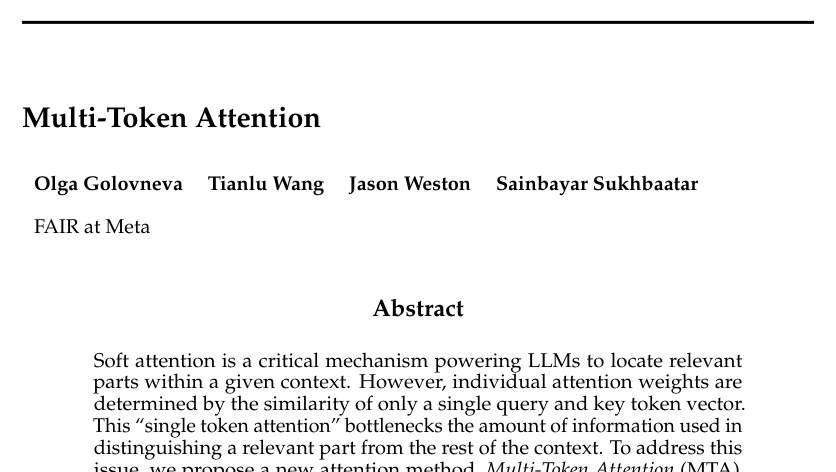 Multi-Token Attention
Olga Golovneva Tianlu Wang Jason Weston Sainbayar Sukhbaatar
FAIR at Meta
Abstract
Soft attention is a critical mechanism powering LLMs to locate relevant
parts within a given context. However, individual attention weights are
determined by the similarity of only a single query and key token vector.
This “single token attention” bottlenecks the amount of information used in
distinguishing a relevant part from the rest of the context. To address this
issue, we propose a new attention method, Multi-Token Attention (MTA),